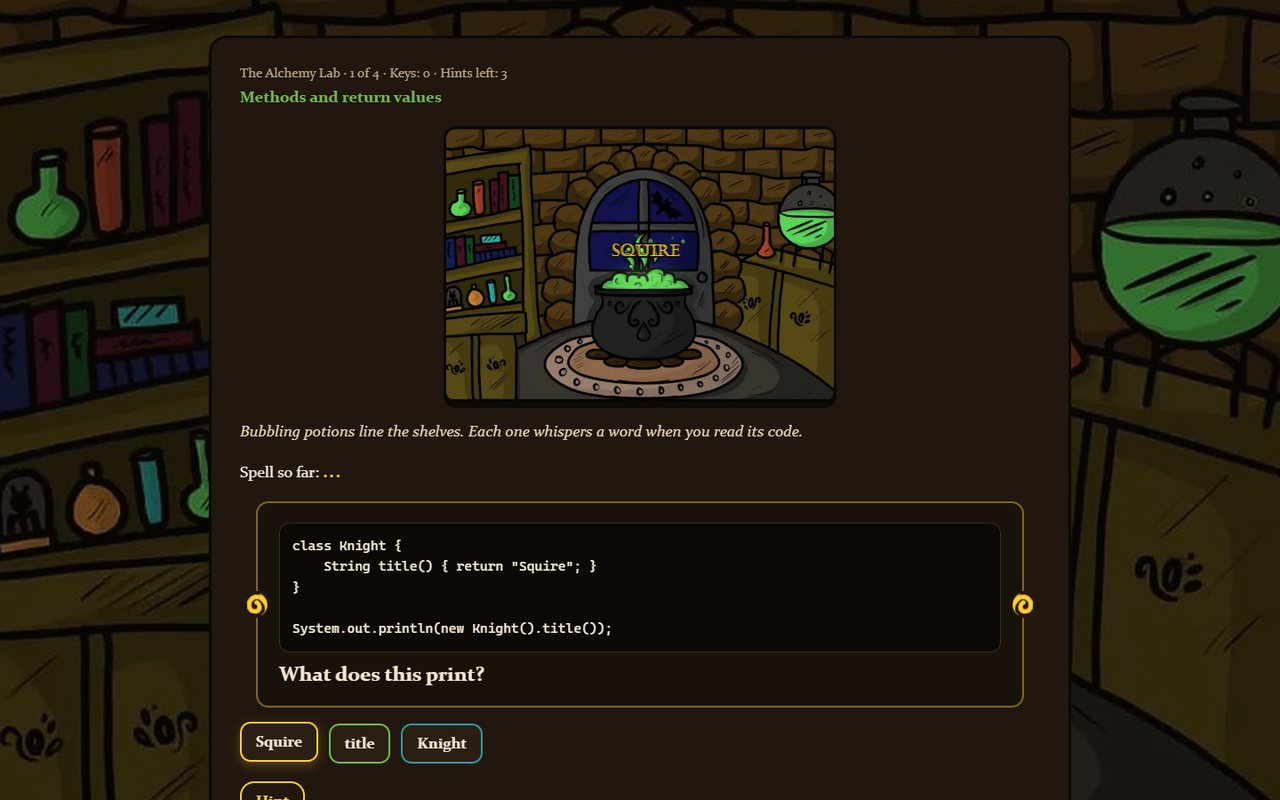 The Alchemy Lab · 1 of 4 · Keys: 0 · Hints left: 3
Methods and return values
SQUIRE
Bubbling potions line the shelves. Each one whispers a word when you read its code.
Spell so far: ...
class Knight {
    String title() { return "Squire"; }
}
System.out.println(new Knight().title());
What does this print?
Squire title Knight
Hint